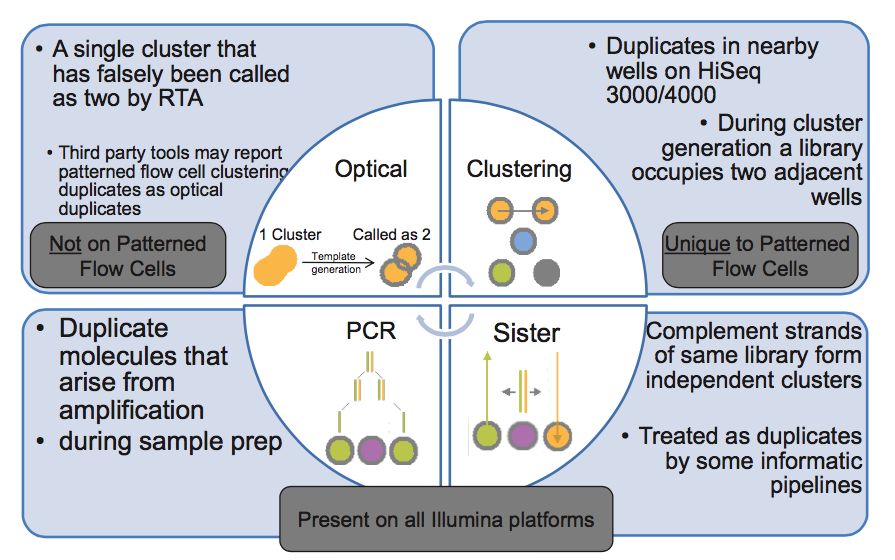 • A single cluster that
has falsely been called
as two by RTA
• Third party tools may report
patterned flow cell clustering
duplicates as optical
duplicates
Not on Patterned
Flow Cells
Optical
1 Cluster
Called as 2
Template
generation
Clustering
• Duplicates in nearby
wells on HiSeq
3000/4000
• During cluster
generation a library
occupies two adjacent
wells
Unique to Patterned
Flow Cells
• Duplicate
molecules that
arise from
amplification
• during sample prep
PCR
Sister
Complement strands
of same library form
independent clusters
• Treated as duplicates
by some informatic
pipelines
Present on all Illumina platforms